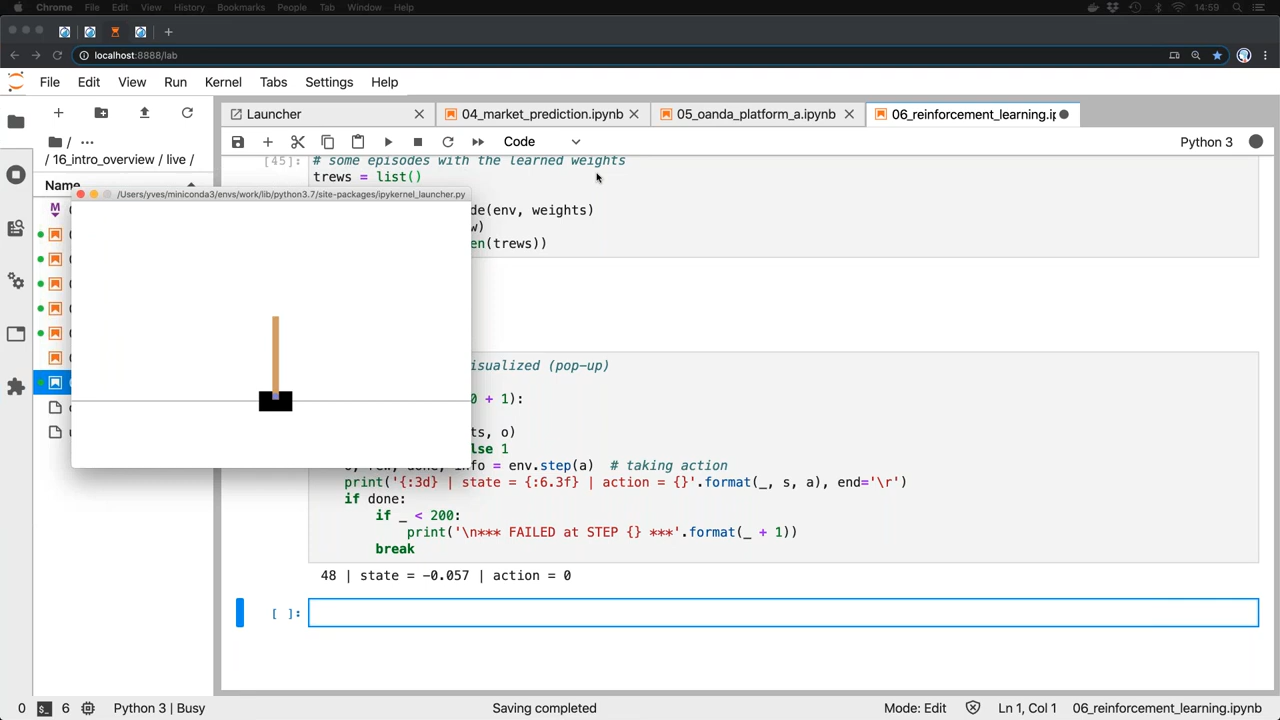 Chrome File Edit View History Bookmarks People Tab Window Help 14:59
localhost:8888/lab
File Edit View Run Kernel Tabs Settings Help
Launcher 04_market_prediction.ipynb 05_oanda_platform_a.ipynb 06_reinforcement_learning.ip
Code Python 3
/ ...
/ 16_intro_overview / live /
Name
[45]: # some episodes with the learned weights
trews = list()
/Users/yves/miniconda3/envs/work/lib/python3.7/site-packages/ipykernel_launcher.py
de(env, weights)
w)
en(trews))
isualized (pop-up)
0 + 1):
ts, o)
lse 1
= env.step(a) # taking action
print('{:3d} | state = {:6.3f} | action = {}'.format(_, s, a), end='\r')
if done:
if _ < 200:
print('\n*** FAILED at STEP {} ***'.format(_ + 1))
break
48 | state = -0.057 | action = 0
[ ]:
0 6 Python 3 | Busy Saving completed Mode: Edit Ln 1, Col 1 06_reinforcement_learning.ipynb